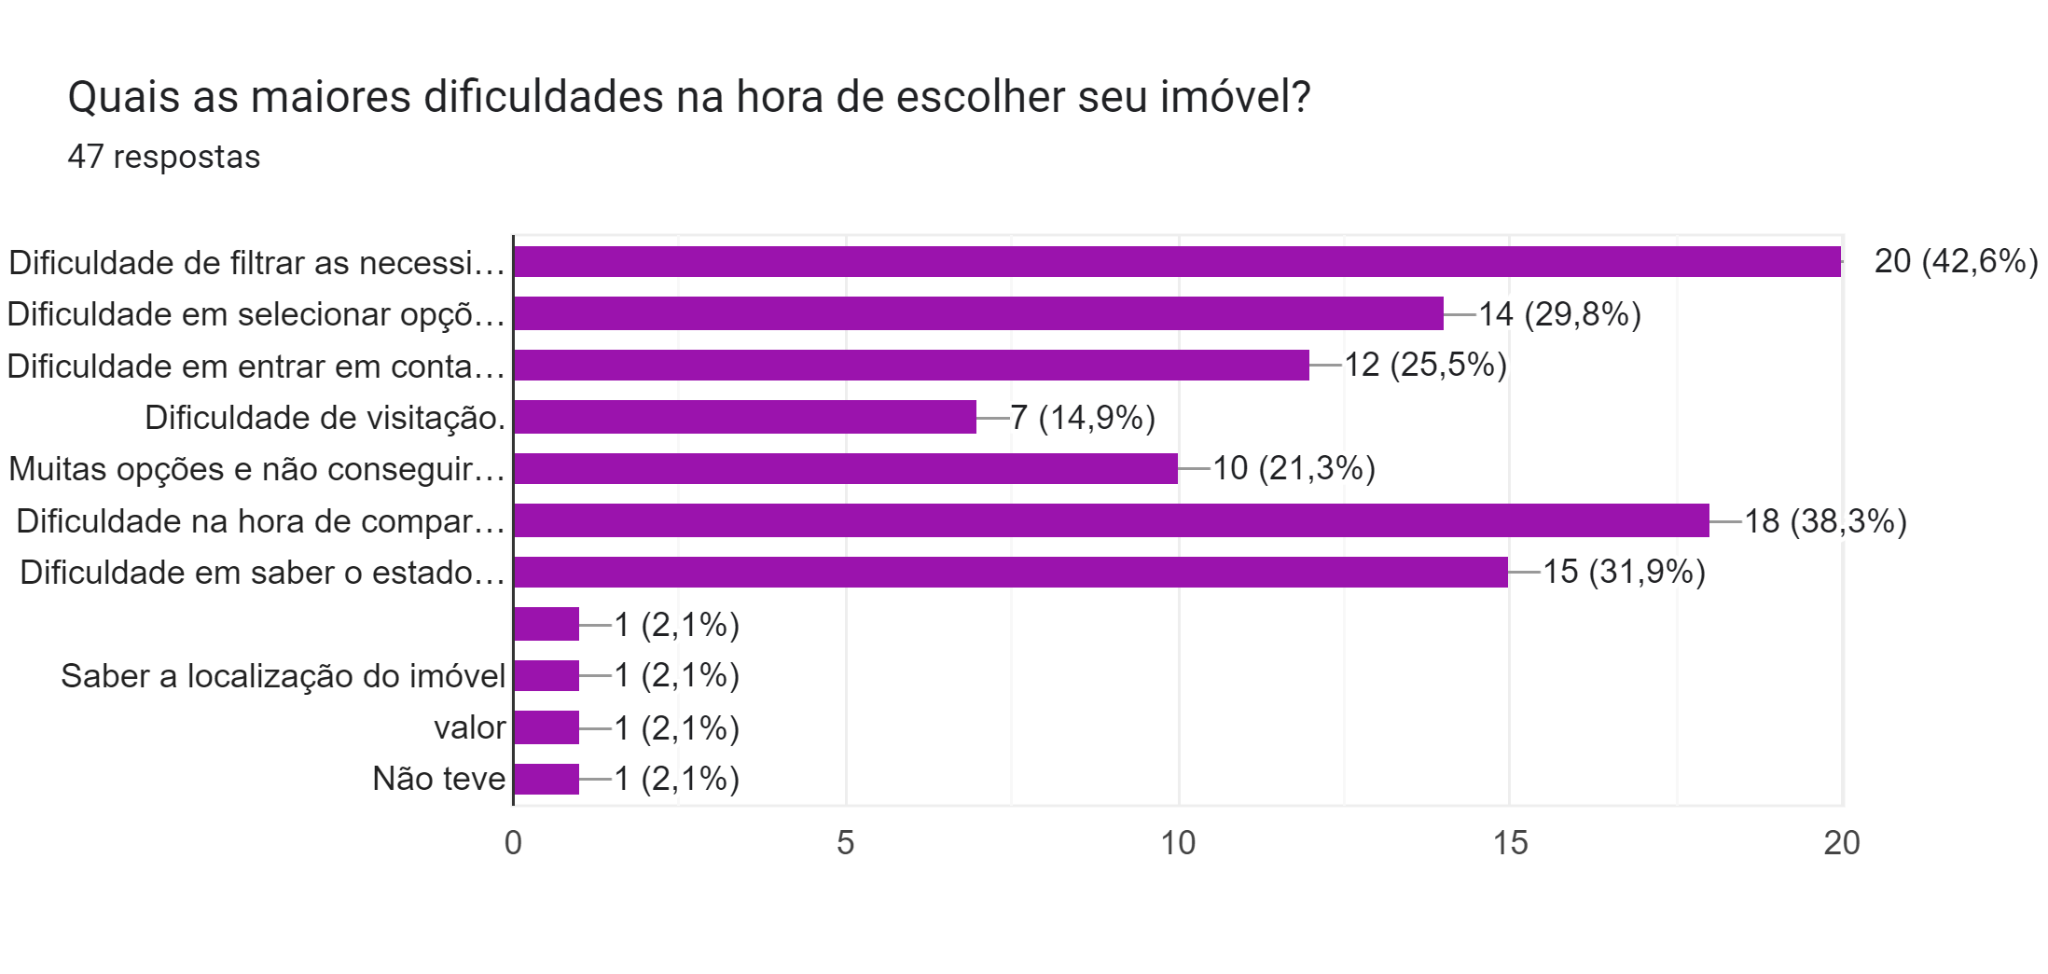 Quais as maiores dificuldades na hora de escolher seu imóvel?
47 respostas
Dificuldade de filtrar as necessi… 20 (42,6%)
Dificuldade em selecionar opçõ… 14 (29,8%)
Dificuldade em entrar em conta… 12 (25,5%)
Dificuldade de visitação. 7 (14,9%)
Muitas opções e não conseguir… 10 (21,3%)
Dificuldade na hora de compar… 18 (38,3%)
Dificuldade em saber o estado… 15 (31,9%)
1 (2,1%)
Saber a localização do imóvel 1 (2,1%)
valor 1 (2,1%)
Não teve 1 (2,1%)
0 5 10 15 20